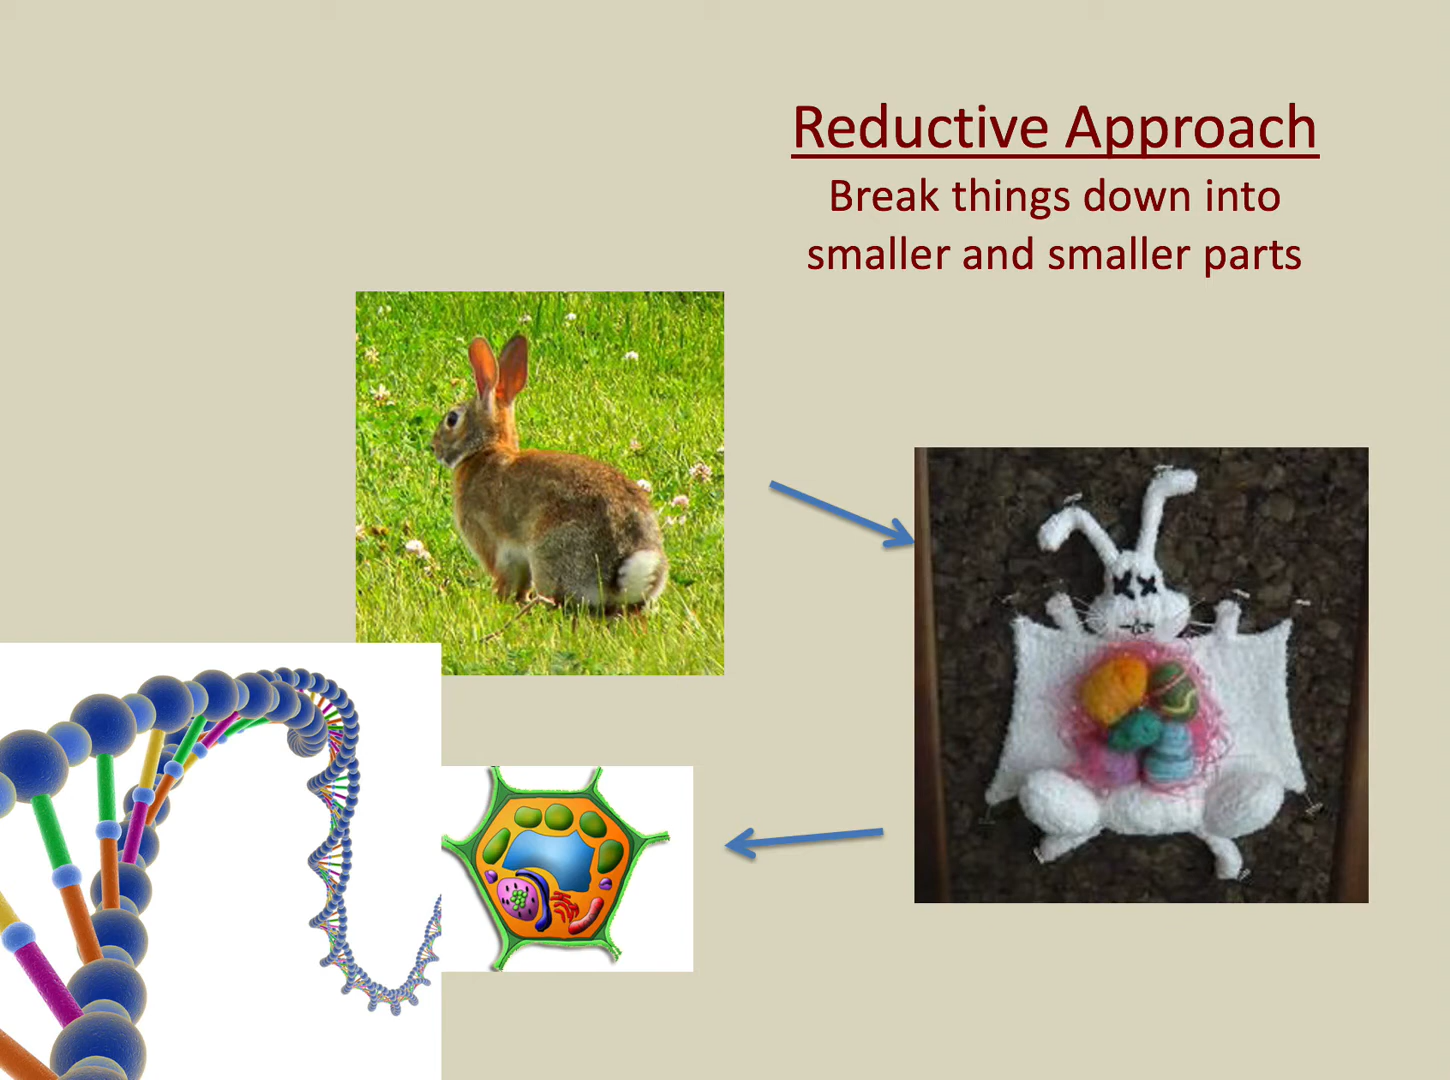 Reductive Approach
Break things down into
smaller and smaller parts